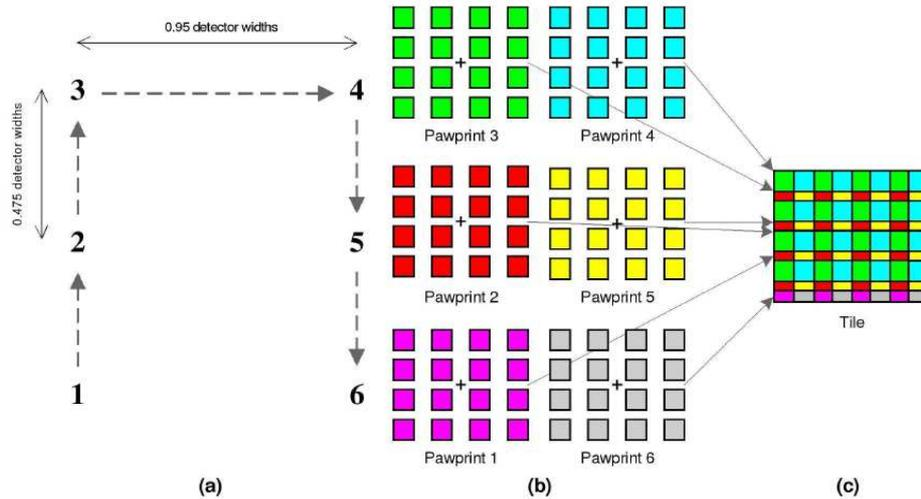 0.95 detector widths
3
4
0.475 detector widths
2
5
1
6
Pawprint 3
Pawprint 4
Pawprint 2
Pawprint 5
Pawprint 1
Pawprint 6
Tile
(a)
(b)
(c)